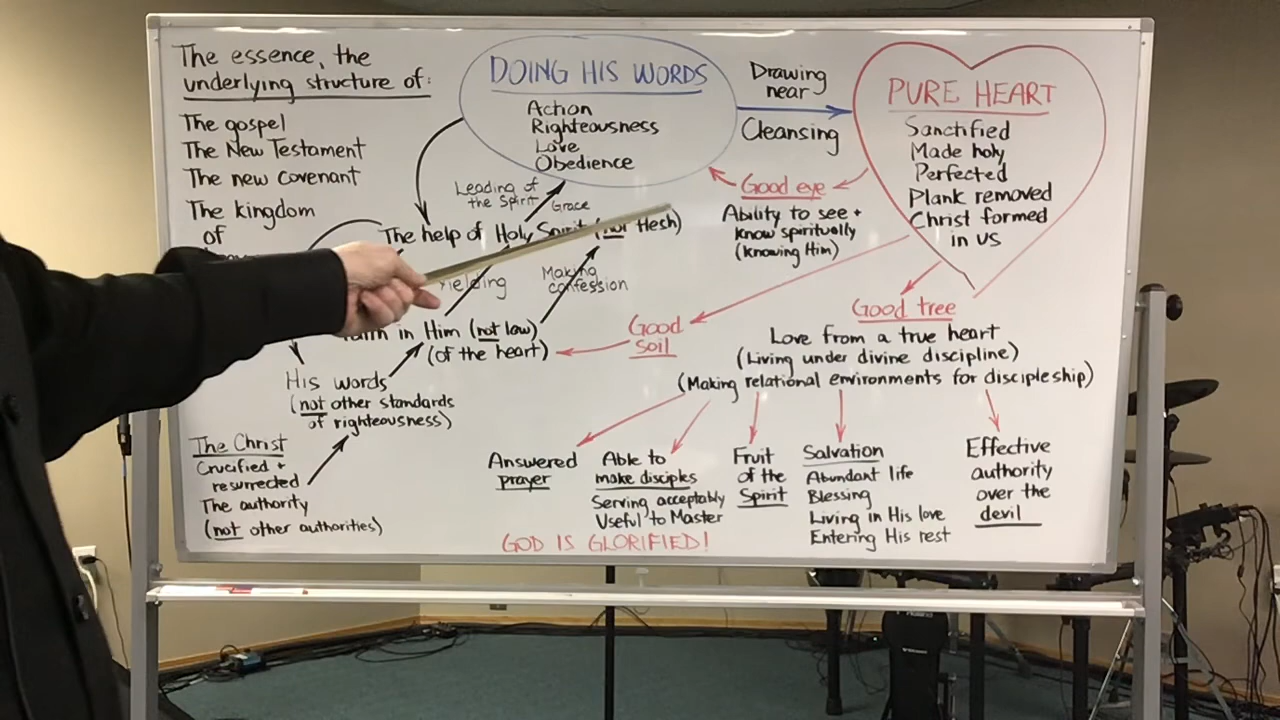 The essence, the
underlying structure of:
The gospel
The New Testament
The new covenant
The kingdom
of
DOING HIS WORDS
Action
Righteousness
Love
Obedience
Drawing
near
Cleansing
PURE HEART
Sanctified
Made holy
Perfected
Plank removed
Christ formed
in us
Leading of
the Spirit
Grace
Good eye
Ability to see +
know spiritually
(knowing Him)
The help of Holy Spirit (not flesh)
Making
confession
in Him (not law)
(of the heart)
Good
soil
Good tree
Love from a true heart
(Living under divine discipline)
(Making relational environments for discipleship)
His words
(not other standards
of righteousness)
The Christ
Crucified +
resurrected
The authority
(not other authorities)
Answered
prayer
Able to
make disciples
Serving acceptably
Useful to Master
Fruit
of the
Spirit
Salvation
Abundant life
Blessing
Living in His love
Entering His rest
Effective
authority
over the
devil
GOD IS GLORIFIED!
Roland